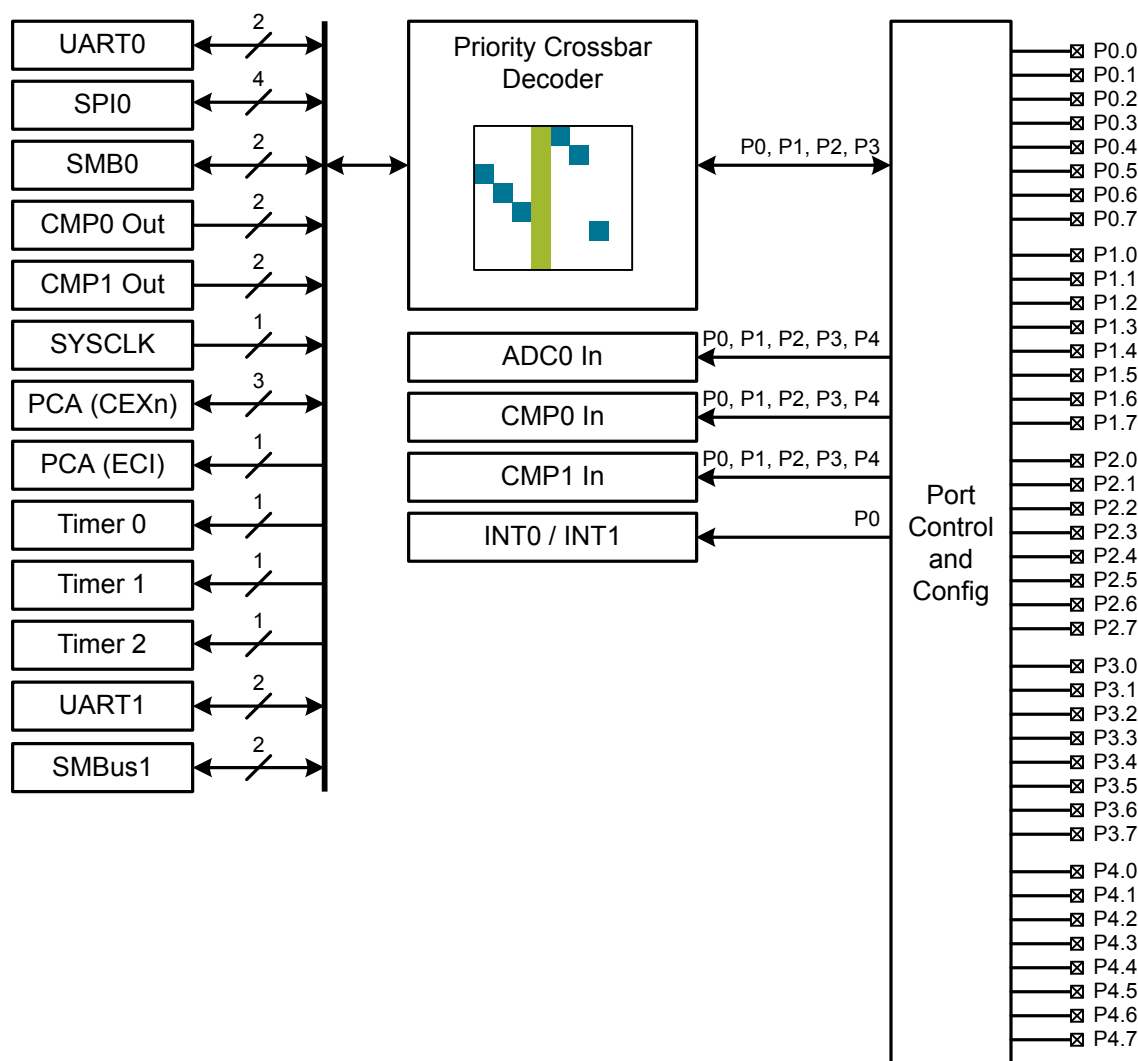 UART0
2
SPI0
4
SMB0
2
CMP0 Out
2
CMP1 Out
2
SYSCLK
1
PCA (CEXn)
3
PCA (ECI)
1
Timer 0
1
Timer 1
1
Timer 2
1
UART1
2
SMBus1
2
Priority Crossbar
Decoder
P0, P1, P2, P3
ADC0 In
P0, P1, P2, P3, P4
CMP0 In
P0, P1, P2, P3, P4
CMP1 In
P0, P1, P2, P3, P4
INT0 / INT1
P0
Port
Control
and
Config
P0.0
P0.1
P0.2
P0.3
P0.4
P0.5
P0.6
P0.7
P1.0
P1.1
P1.2
P1.3
P1.4
P1.5
P1.6
P1.7
P2.0
P2.1
P2.2
P2.3
P2.4
P2.5
P2.6
P2.7
P3.0
P3.1
P3.2
P3.3
P3.4
P3.5
P3.6
P3.7
P4.0
P4.1
P4.2
P4.3
P4.4
P4.5
P4.6
P4.7